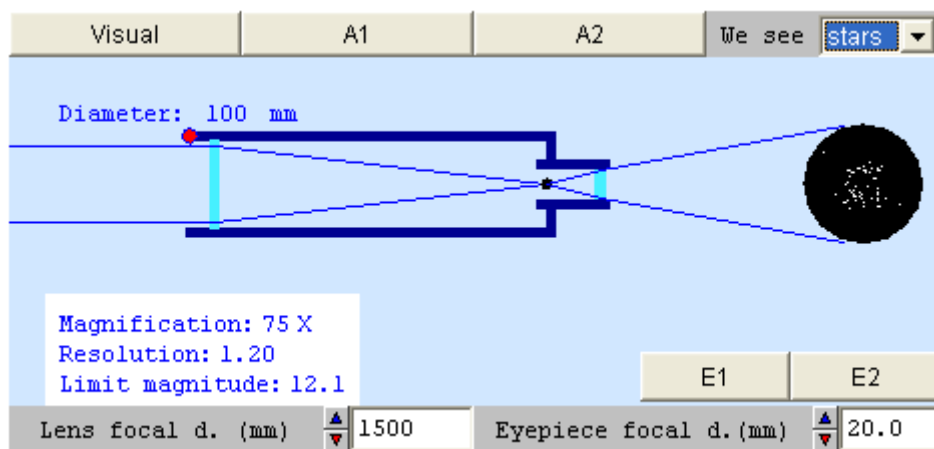 Visual A1 A2 We see stars
Diameter: 100 mm
Magnification: 75 X
Resolution: 1.20
Limit magnitude: 12.1
E1 E2
Lens focal d. (mm) 1500 Eyepiece focal d.(mm) 20.0